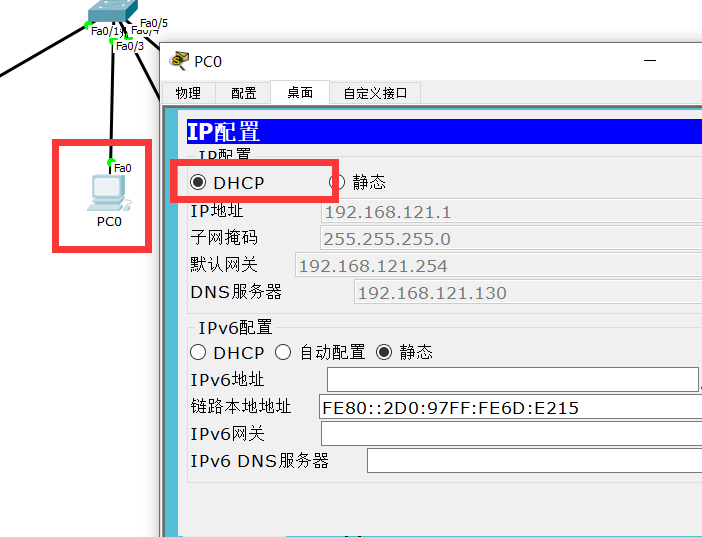 Fa0/5
Fa0/1
Fa0/4
Fa0/3
Fa0
PC0
PC0
物理 配置 桌面 自定义接口
IP配置
IP配置
DHCP 静态
IP地址 192.168.121.1
子网掩码 255.255.255.0
默认网关 192.168.121.254
DNS服务器 192.168.121.130
IPv6配置
DHCP 自动配置 静态
IPv6地址
链路本地地址 FE80::2D0:97FF:FE6D:E215
IPv6网关
IPv6 DNS服务器